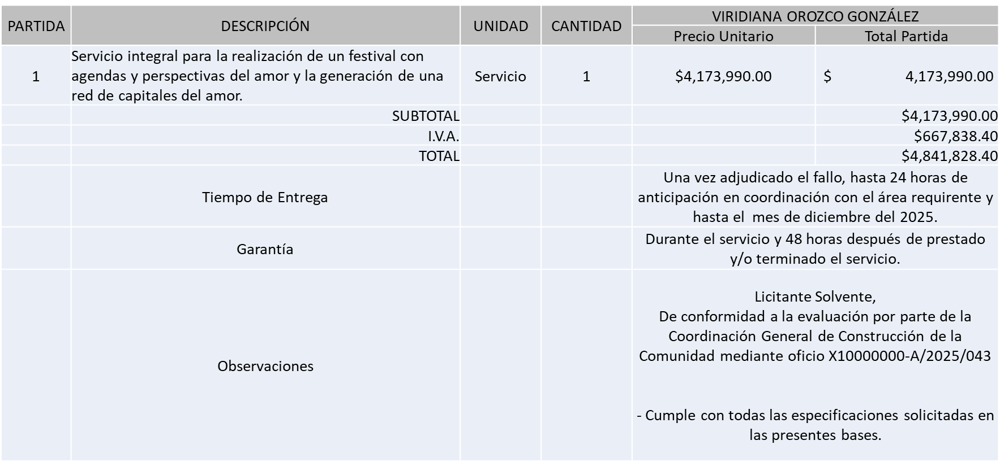 PARTIDA DESCRIPCIÓN UNIDAD CANTIDAD VIRIDIANA OROZCO GONZÁLEZ
Precio Unitario Total Partida
1 Servicio integral para la realización de un festival con
agendas y perspectivas del amor y la generación de una
red de capitales del amor. Servicio 1 $4,173,990.00 $ 4,173,990.00
SUBTOTAL $4,173,990.00
I.V.A. $667,838.40
TOTAL $4,841,828.40
Tiempo de Entrega
Una vez adjudicado el fallo, hasta 24 horas de
anticipación en coordinación con el área requirente y
hasta el mes de diciembre del 2025.
Garantía
Durante el servicio y 48 horas después de prestado
y/o terminado el servicio.
Observaciones
Licitante Solvente,
De conformidad a la evaluación por parte de la
Coordinación General de Construcción de la
Comunidad mediante oficio X10000000-A/2025/043
- Cumple con todas las especificaciones solicitadas en
las presentes bases.